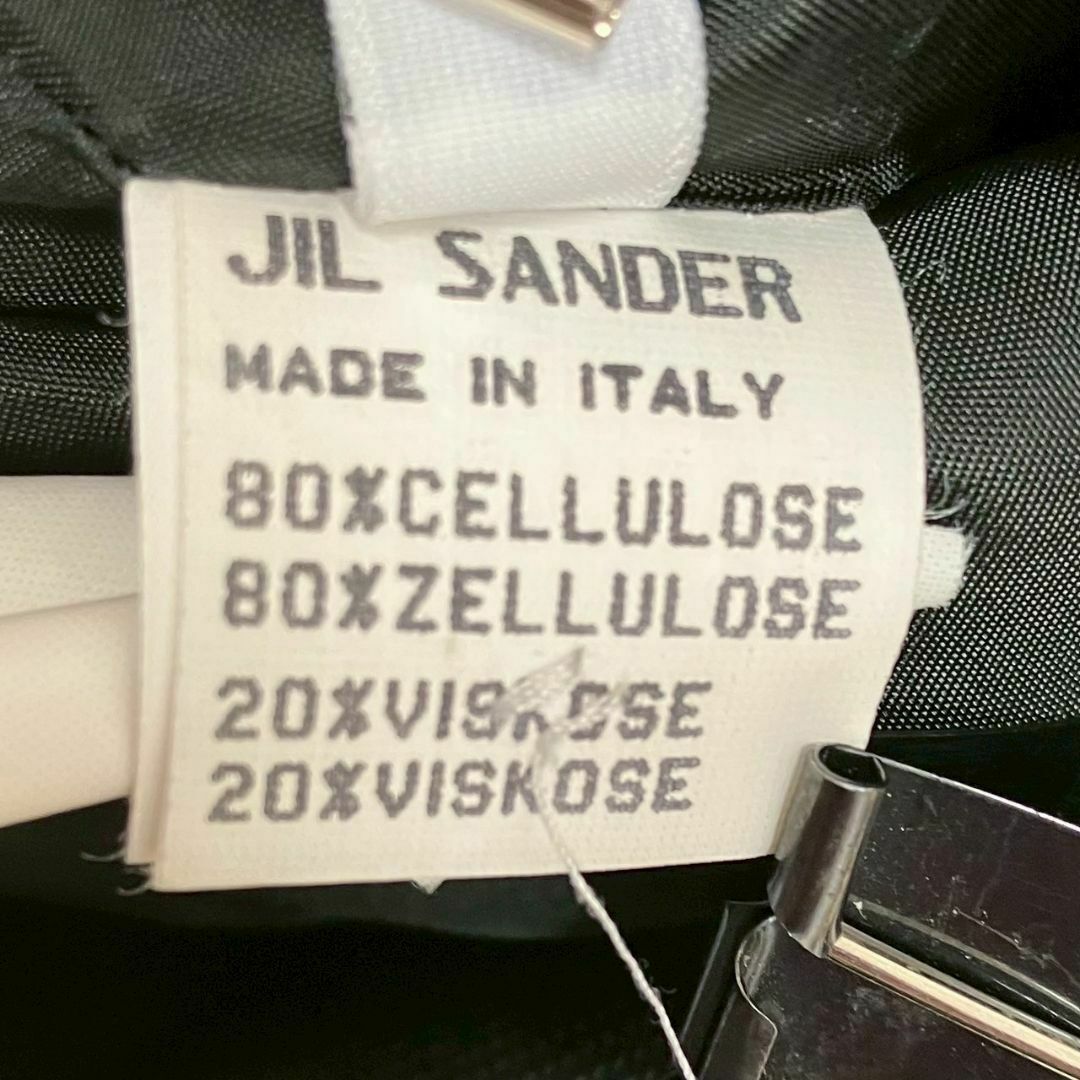 JIL SANDER
MADE IN ITALY
80%CELLULOSE
80%ZELLULOSE
20%VISKOSE
20%VISKOSE